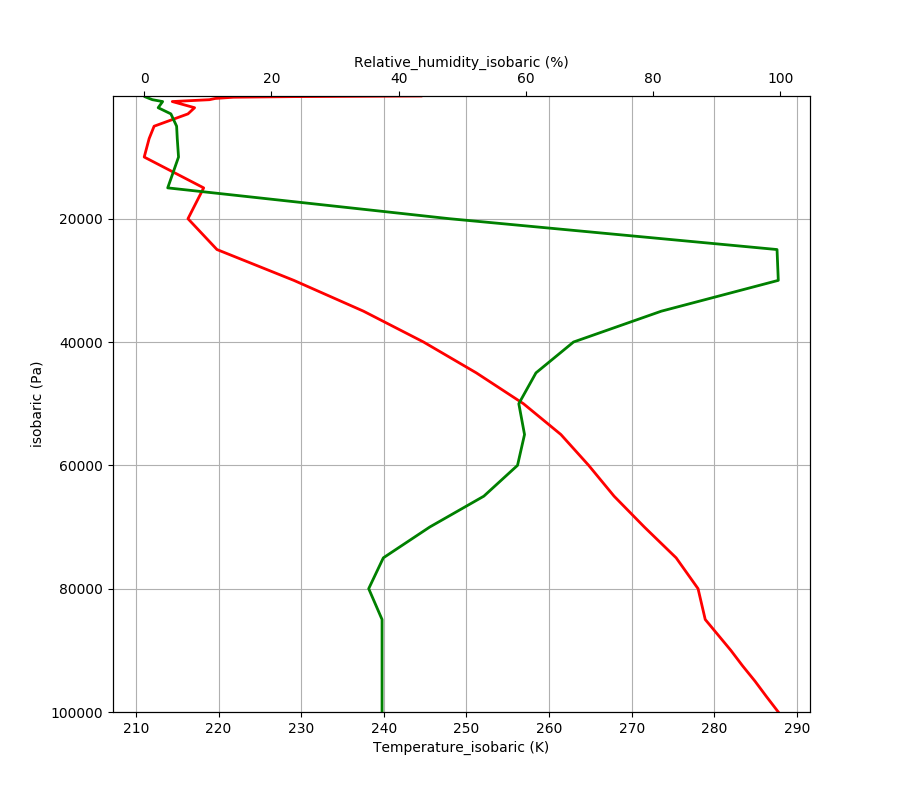 Relative_humidity_isobaric (%)
0 20 40 60 80 100
20000
40000
isobaric (Pa)
60000
80000
100000
210 220 230 240 250 260 270 280 290
Temperature_isobaric (K)